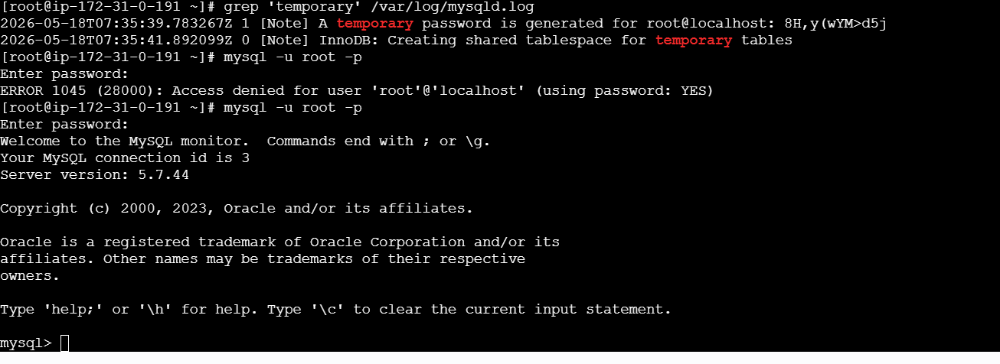 [root@ip-172-31-0-191 ~]# grep 'temporary' /var/log/mysqld.log
2026-05-18T07:35:39.783267Z 1 [Note] A temporary password is generated for root@localhost: 8H,y(wYM>d5j
2026-05-18T07:35:41.892099Z 0 [Note] InnoDB: Creating shared tablespace for temporary tables
[root@ip-172-31-0-191 ~]# mysql -u root -p
Enter password:
ERROR 1045 (28000): Access denied for user 'root'@'localhost' (using password: YES)
[root@ip-172-31-0-191 ~]# mysql -u root -p
Enter password:
Welcome to the MySQL monitor.  Commands end with ; or \g.
Your MySQL connection id is 3
Server version: 5.7.44

Copyright (c) 2000, 2023, Oracle and/or its affiliates.

Oracle is a registered trademark of Oracle Corporation and/or its
affiliates. Other names may be trademarks of their respective
owners.

Type 'help;' or '\h' for help. Type '\c' to clear the current input statement.

mysql>